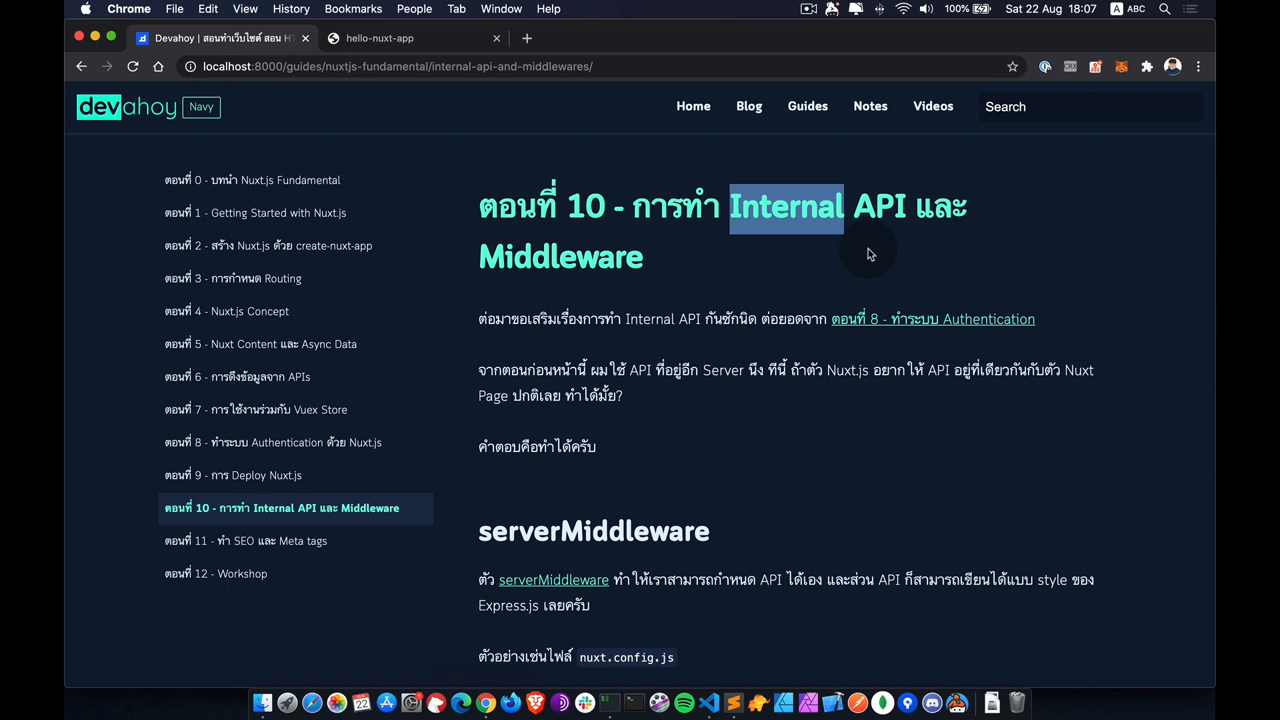 Chrome File Edit View History Bookmarks People Tab Window Help 100% Sat 22 Aug 18:07 A ABC
Devahoy | สอนทำเว็บไซต์ สอน HT hello-nuxt-app
localhost:8000/guides/nuxtjs-fundamental/internal-api-and-middlewares/
devahoy Navy Home Blog Guides Notes Videos Search
ตอนที่ 0 - บทนำ Nuxt.js Fundamental
ตอนที่ 1 - Getting Started with Nuxt.js
ตอนที่ 2 - สร้าง Nuxt.js ด้วย create-nuxt-app
ตอนที่ 3 - การกำหนด Routing
ตอนที่ 4 - Nuxt.js Concept
ตอนที่ 5 - Nuxt Content และ Async Data
ตอนที่ 6 - การดึงข้อมูลจาก APIs
ตอนที่ 7 - การใช้งานร่วมกับ Vuex Store
ตอนที่ 8 - ทำระบบ Authentication ด้วย Nuxt.js
ตอนที่ 9 - การ Deploy Nuxt.js
ตอนที่ 10 - การทำ Internal API และ Middleware
ตอนที่ 11 - ทำ SEO และ Meta tags
ตอนที่ 12 - Workshop
ตอนที่ 10 - การทำ Internal API และ
Middleware
ต่อมาขอเสริมเรื่องการทำ Internal API กันซักนิด ต่อยอดจาก ตอนที่ 8 - ทำระบบ Authentication
จากตอนก่อนหน้านี้ ผมใช้ API ที่อยู่อีก Server นึง ทีนี้ ถ้าตัว Nuxt.js อยากให้ API อยู่ที่เดียวกันกับตัว Nuxt
Page ปกติเลย ทำได้มั้ย?
คำตอบคือทำได้ครับ
serverMiddleware
ตัว serverMiddleware ทำให้เราสามารถกำหนด API ได้เอง และส่วน API ก็สามารถเขียนได้แบบ style ของ
Express.js เลยครับ
ตัวอย่างเช่นไฟล์ nuxt.config.js